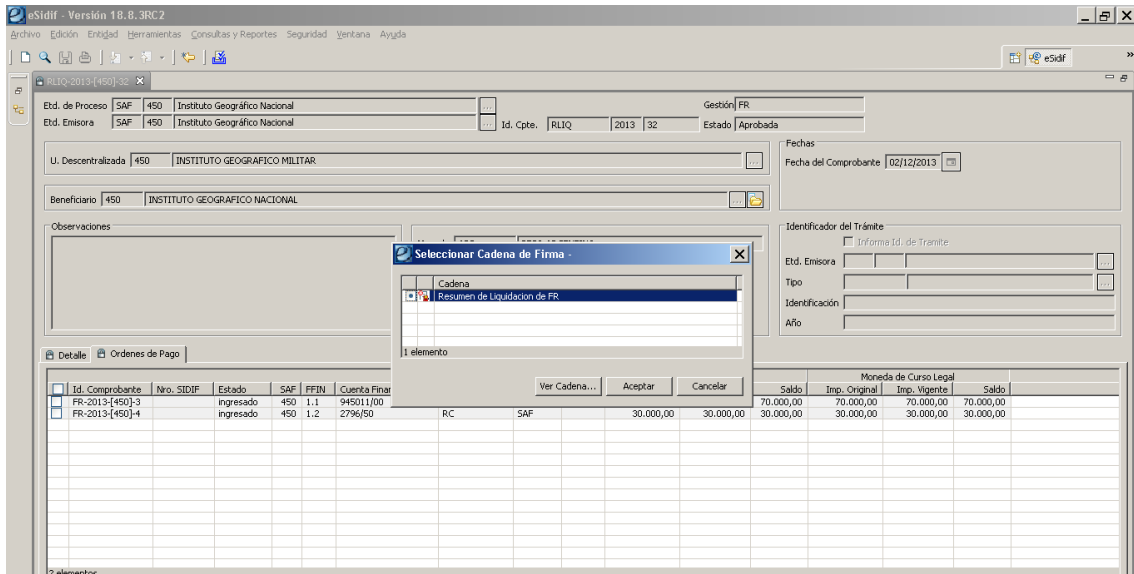 eSidif - Versión 18.8.3RC2
Archivo Edición Entidad Herramientas Consultas y Reportes Seguridad Ventana Ayuda
eSidif
RLIQ-2013-[450]-32
Etd. de Proceso SAF 450 Instituto Geográfico Nacional ... Gestión FR
Etd. Emisora SAF 450 Instituto Geográfico Nacional ... Id. Cpte. RLIQ 2013 32 Estado Aprobada
U. Descentralizada 450 INSTITUTO GEOGRAFICO MILITAR ...
Fechas
Fecha del Comprobante 02/12/2013
Beneficiario 450 INSTITUTO GEOGRAFICO NACIONAL ...
Observaciones
Identificador del Trámite
Informa Id. de Tramite
Etd. Emisora ...
Tipo ...
Identificación
Año
Seleccionar Cadena de Firma -
Cadena
Resumen de Liquidacion de FR
1 elemento
Ver Cadena... Aceptar Cancelar
Detalle Ordenes de Pago
Moneda de Curso Legal
Id. Comprobante Nro. SIDIF Estado SAF FFIN Cuenta Finan Saldo Imp. Original Imp. Vigente Saldo
FR-2013-[450]-3 ingresado 450 1.1 945011/00 70.000,00 70.000,00 70.000,00 70.000,00
FR-2013-[450]-4 ingresado 450 1.2 2796/50 RC SAF 30.000,00 30.000,00 30.000,00 30.000,00 30.000,00 30.000,00
2 elementos